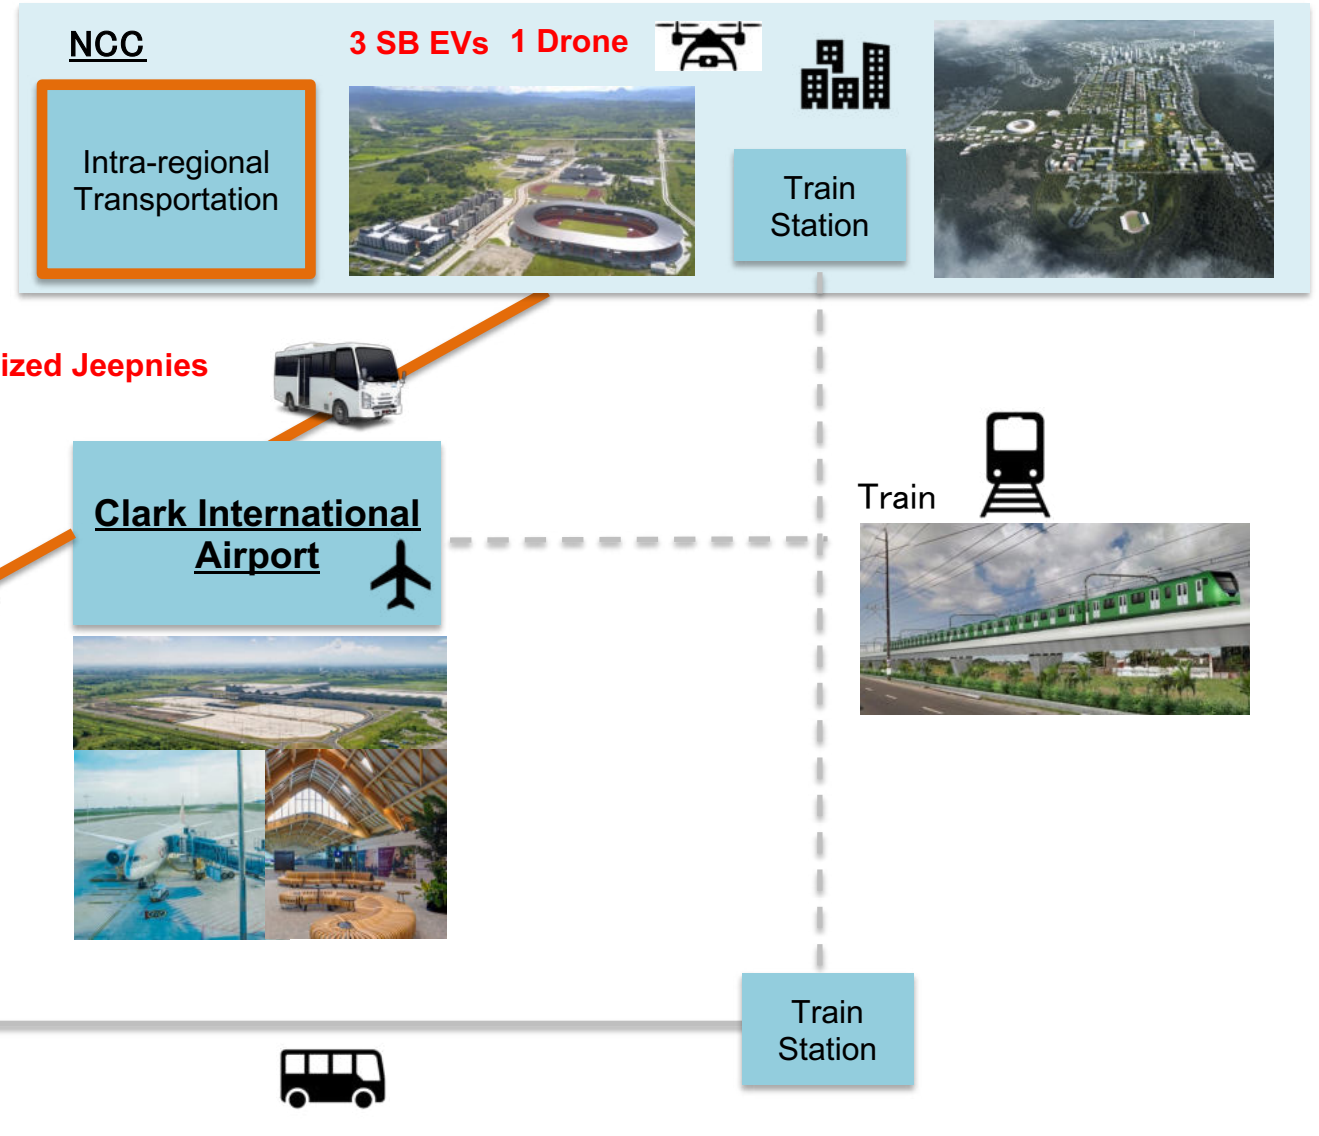 NCC
3 SB EVs 1 Drone
Intra-regional
Transportation
Train
Station
ized Jeepnies
Clark International
Airport
Train
Train
Station